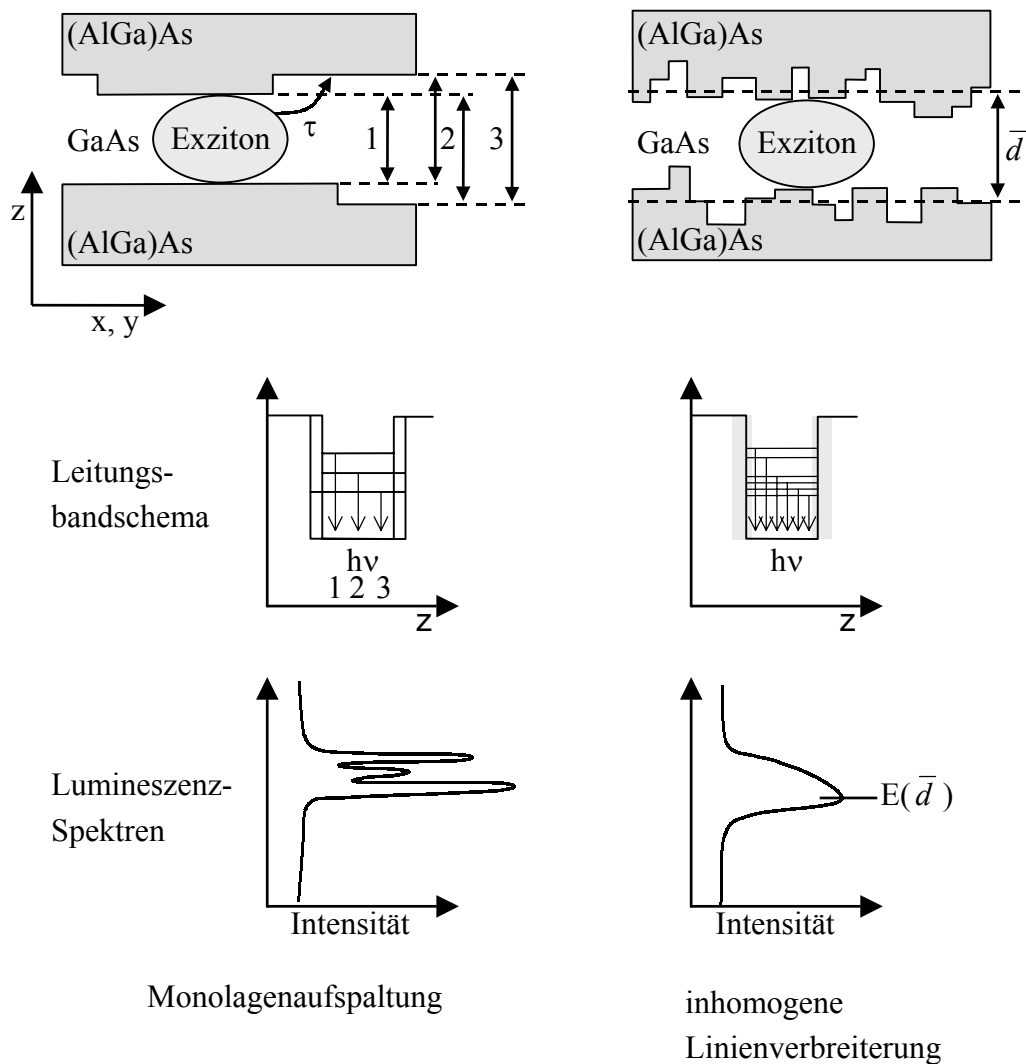 (AlGa)As
GaAs
Exziton
τ
1
2
3
(AlGa)As
z
x, y
(AlGa)As
GaAs
Exziton
d̅
(AlGa)As
Leitungs-
bandschema
hν
1 2 3
z
hν
z
Lumineszenz-
Spektren
Intensität
E(d̅)
Intensität
Monolagenaufspaltung
inhomogene
Linienverbreiterung